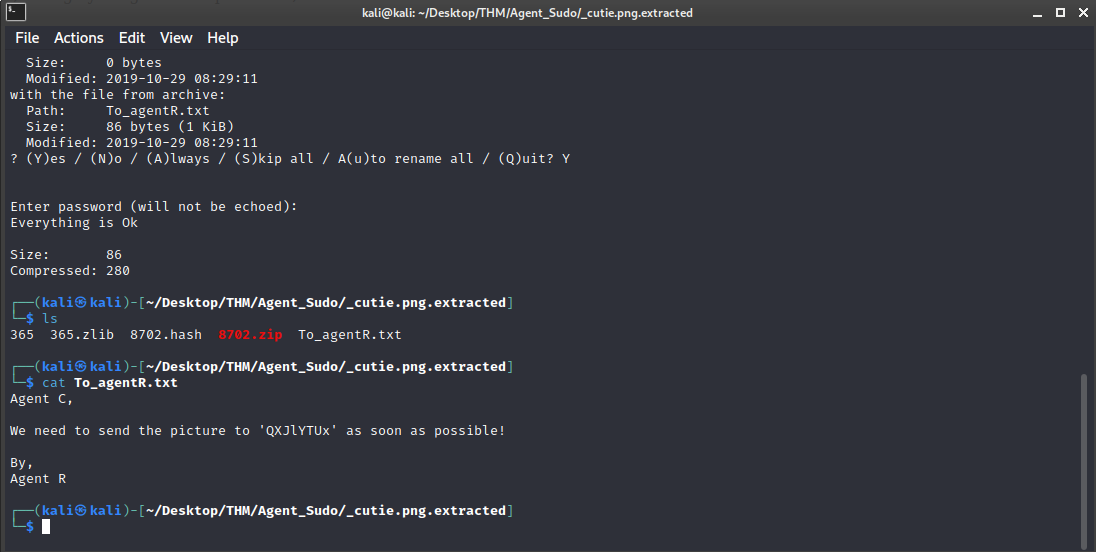 kali@kali: ~/Desktop/THM/Agent_Sudo/_cutie.png.extracted
File Actions Edit View Help
Size: 0 bytes
Modified: 2019-10-29 08:29:11
with the file from archive:
Path: To_agentR.txt
Size: 86 bytes (1 KiB)
Modified: 2019-10-29 08:29:11
? (Y)es / (N)o / (A)lways / (S)kip all / A(u)to rename all / (Q)uit? Y
Enter password (will not be echoed):
Everything is Ok
Size: 86
Compressed: 280
┌──(kali㉿kali)-[~/Desktop/THM/Agent_Sudo/_cutie.png.extracted]
└─$ ls
365 365.zlib 8702.hash 8702.zip To_agentR.txt
┌──(kali㉿kali)-[~/Desktop/THM/Agent_Sudo/_cutie.png.extracted]
└─$ cat To_agentR.txt
Agent C,
We need to send the picture to 'QXJlYTUx' as soon as possible!
By,
Agent R
┌──(kali㉿kali)-[~/Desktop/THM/Agent_Sudo/_cutie.png.extracted]
└─$